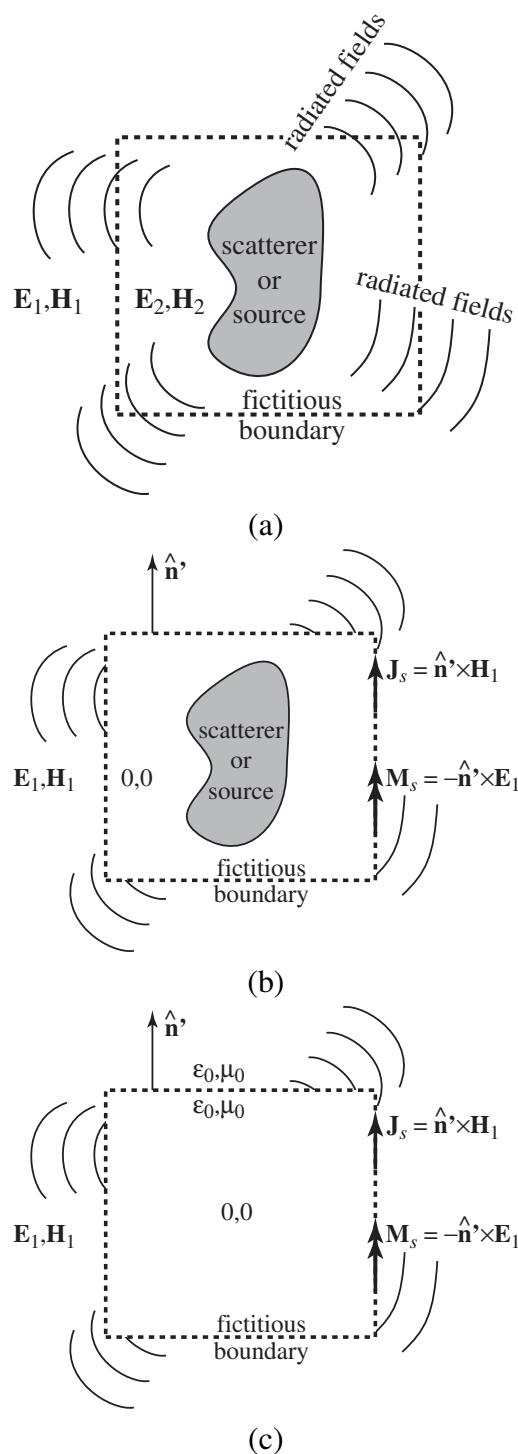 radiated fields
scatterer
or
source
E₁,H₁
E₂,H₂
radiated fields
fictitious
boundary
(a)
n̂'
Jₛ = n̂'×H₁
scatterer
or
source
E₁,H₁
0,0
Mₛ = −n̂'×E₁
fictitious
boundary
(b)
n̂'
ε₀,μ₀
ε₀,μ₀
Jₛ = n̂'×H₁
0,0
E₁,H₁
Mₛ = −n̂'×E₁
fictitious
boundary
(c)